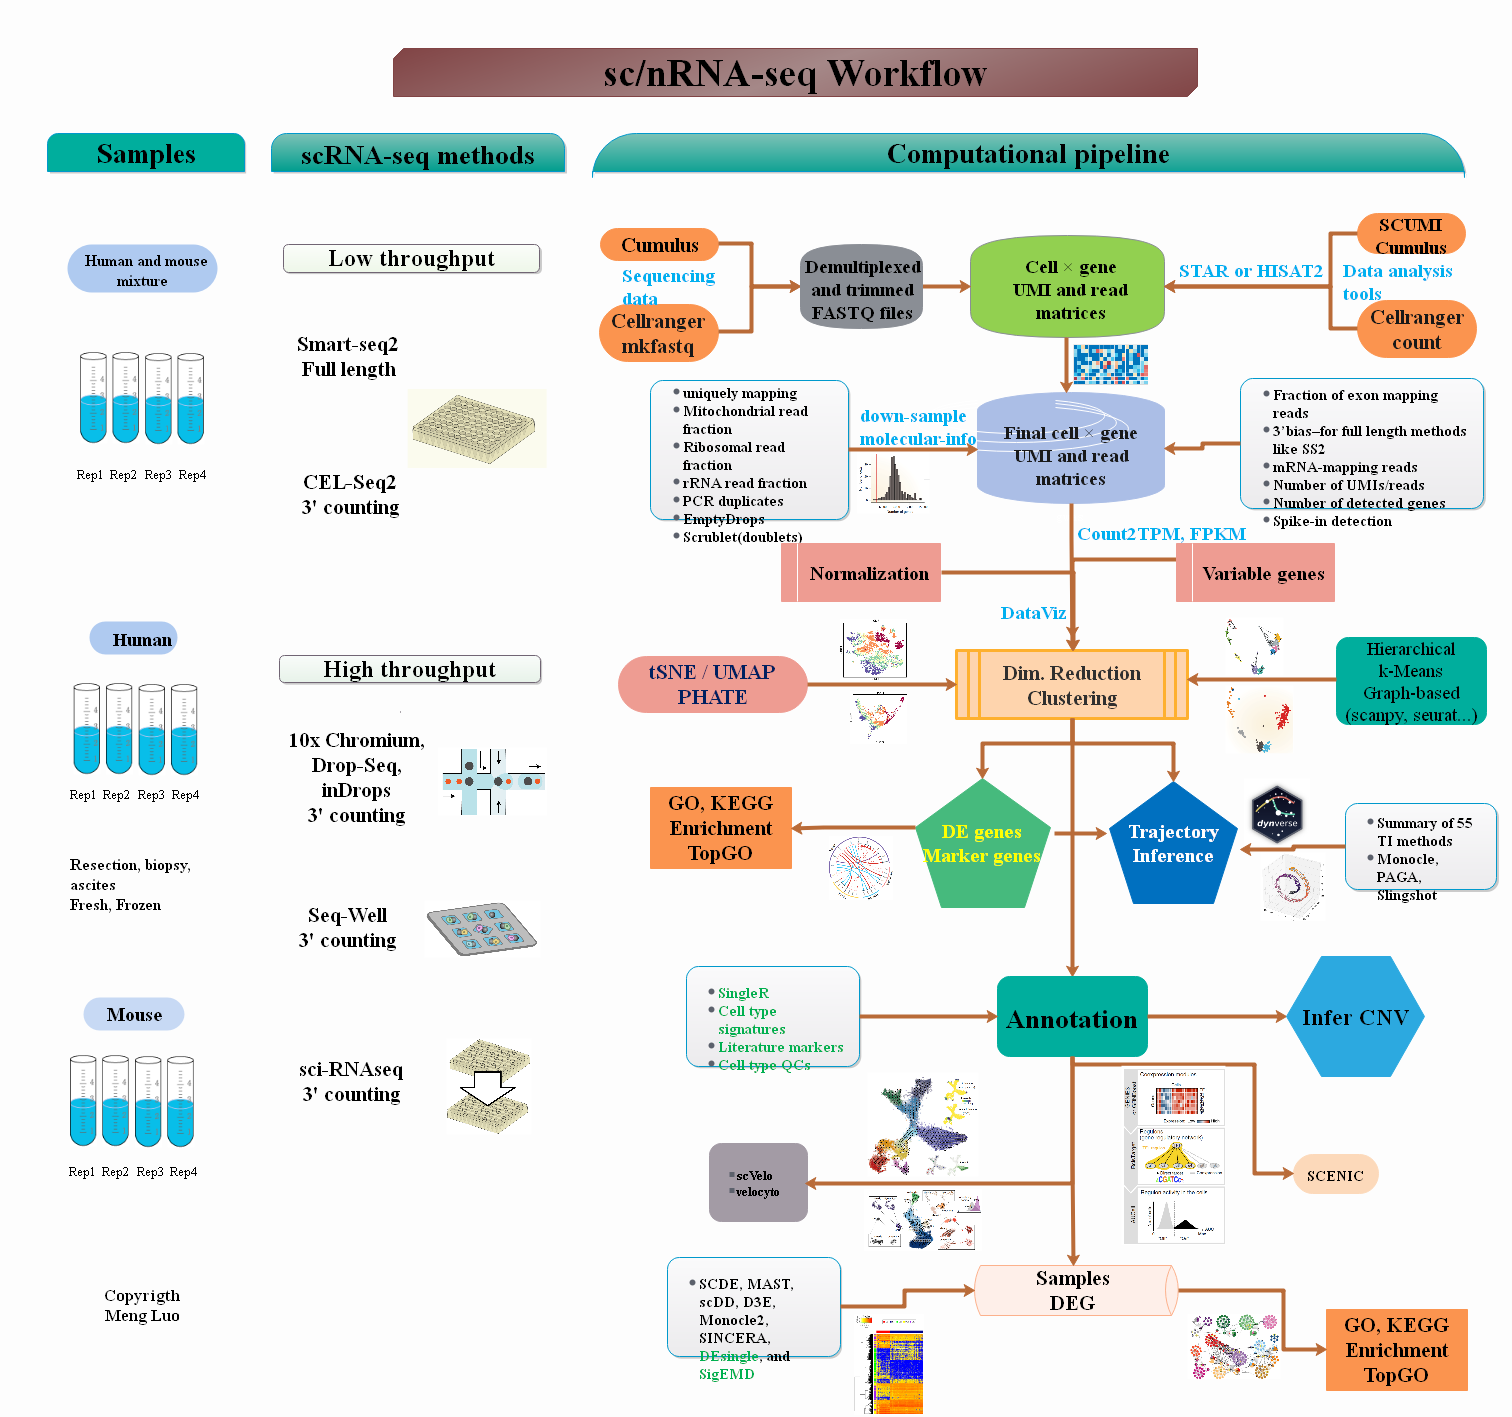 sc/nRNA-seq Workflow
Samples
scRNA-seq methods
Computational pipeline
Human and mouse
mixture
Rep1 Rep2 Rep3 Rep4
Human
Rep1 Rep2 Rep3 Rep4
Resection, biopsy,
ascites
Fresh, Frozen
Mouse
Rep1 Rep2 Rep3 Rep4
Copyrigth
Meng Luo
Low throughput
Smart-seq2
Full length
CEL-Seq2
3' counting
High throughput
10x Chromium,
Drop-Seq,
inDrops
3' counting
Seq-Well
3' counting
sci-RNAseq
3' counting
Cumulus
Sequencing
data
Cellranger
mkfastq
Demultiplexed
and trimmed
FASTQ files
Cell × gene
UMI and read
matrices
STAR or HISAT2
SCUMI
Cumulus
Data analysis
tools
Cellranger
count
uniquely mapping
Mitochondrial read
fraction
Ribosomal read
fraction
rRNA read fraction
PCR duplicates
EmptyDrops
Scrublet(doublets)
down-sample
molecular-info
Final cell × gene
UMI and read
matrices
Fraction of exon mapping
reads
3’bias–for full length methods
like SS2
mRNA-mapping reads
Number of UMIs/reads
Number of detected genes
Spike-in detection
Count2TPM, FPKM
Normalization
Variable genes
DataViz
tSNE / UMAP
PHATE
Dim. Reduction
Clustering
Hierarchical
k-Means
Graph-based
(scanpy, seurat...)
GO, KEGG
Enrichment
TopGO
DE genes
Marker genes
Trajectory
Inference
dynverse
Summary of 55
TI methods
Monocle,
PAGA,
Slingshot
SingleR
Cell type
signatures
Literature markers
Cell type QCs
Annotation
Infer CNV
Coexpression modules
Regulons
(gene regulatory network)
Regulon activity in the cells
scVelo
velocyto
SCENIC
SCDE, MAST,
scDD, D3E,
Monocle2,
SINCERA,
DEsingle, and
SigEMD
Samples
DEG
GO, KEGG
Enrichment
TopGO